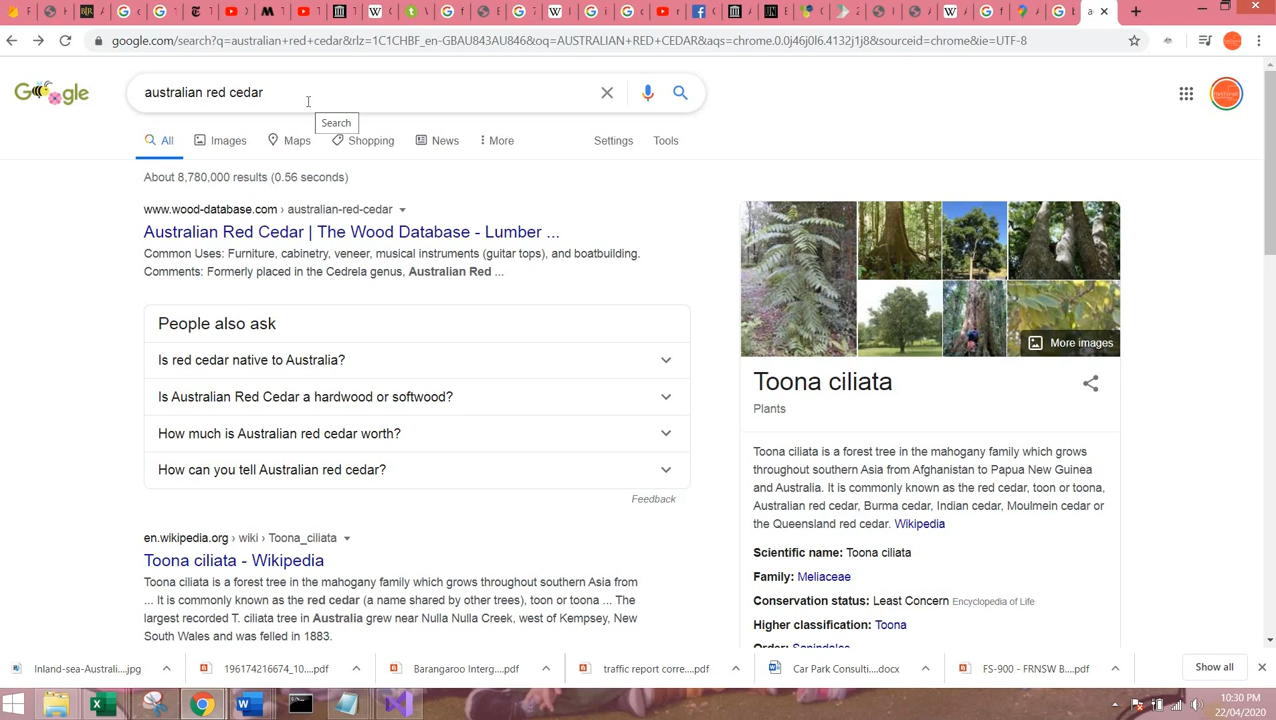 google.com/search?q=australian+red+cedar&rlz=1C1CHBF_en-GBAU843AU846&oq=AUSTRALIAN+RED+CEDAR&aqs=chrome.0.0j46j0l6.4132j1j8&sourceid=chrome&ie=UTF-8
Google
australian red cedar
Search
All
Images
Maps
Shopping
News
More
Settings
Tools
About 8,780,000 results (0.56 seconds)
www.wood-database.com › australian-red-cedar
Australian Red Cedar | The Wood Database - Lumber ...
Common Uses: Furniture, cabinetry, veneer, musical instruments (guitar tops), and boatbuilding.
Comments: Formerly placed in the Cedrela genus, Australian Red ...
People also ask
Is red cedar native to Australia?
Is Australian Red Cedar a hardwood or softwood?
How much is Australian red cedar worth?
How can you tell Australian red cedar?
Feedback
en.wikipedia.org › wiki › Toona_ciliata
Toona ciliata - Wikipedia
Toona ciliata is a forest tree in the mahogany family which grows throughout southern Asia from
... It is commonly known as the red cedar (a name shared by other trees), toon or toona ... The
largest recorded T. ciliata tree in Australia grew near Nulla Nulla Creek, west of Kempsey, New
South Wales and was felled in 1883.
More images
Toona ciliata
Plants
Toona ciliata is a forest tree in the mahogany family which grows
throughout southern Asia from Afghanistan to Papua New Guinea
and Australia. It is commonly known as the red cedar, toon or toona,
Australian red cedar, Burma cedar, Indian cedar, Moulmein cedar or
the Queensland red cedar. Wikipedia
Scientific name: Toona ciliata
Family: Meliaceae
Conservation status: Least Concern Encyclopedia of Life
Higher classification: Toona
Order: Sapindales
Inland-sea-Australi....jpg
196174216674_10....pdf
Barangaroo Interg....pdf
traffic report corre....pdf
Car Park Consulti....docx
FS-900 - FRNSW B....pdf
Show all
10:30 PM
22/04/2020